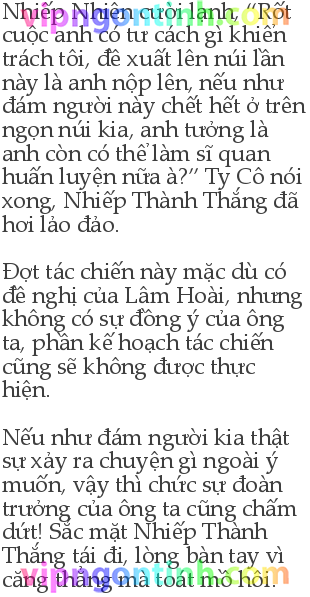 Nhiếp Nhiên cười lạnh, “Rốt
cuộc anh có tư cách gì khiển
trách tôi, đề xuất lên núi lần
này là anh nộp lên, nếu như
đám người này chết hết ở trên
ngọn núi kia, anh tưởng là
anh còn có thể làm sĩ quan
huấn luyện nữa à?” Ty Cô nói
xong, Nhiếp Thành Thắng đã
hơi lảo đảo.
Đợt tác chiến này mặc dù có
đề nghị của Lâm Hoài, nhưng
không có sự đồng ý của ông
ta, phần kế hoạch tác chiến
cũng sẽ không được thực
hiện.
Nếu như đám người kia thật
sự xảy ra chuyện gì ngoài ý
muốn, vậy thì chức sư đoàn
trưởng của ông ta cũng chấm
dứt! Sắc mặt Nhiếp Thành
Thắng tái đi, lòng bàn tay vì
căng thẳng mà toát mồ hôi.
vipngontinh.com
vipngontinh.com